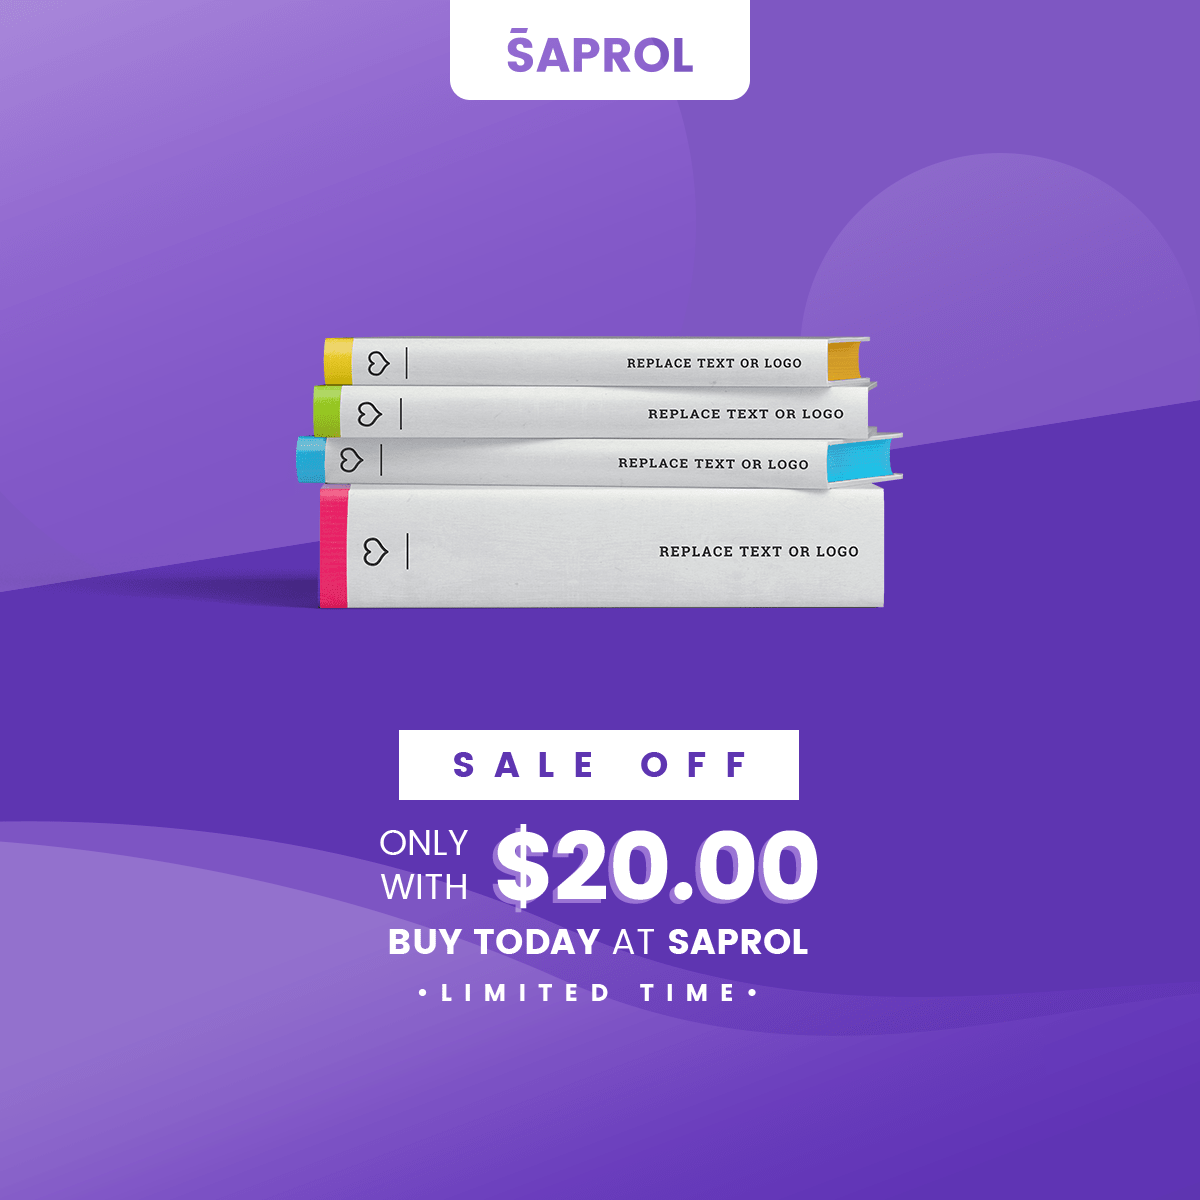 S̄APROL
REPLACE TEXT OR LOGO
REPLACE TEXT OR LOGO
REPLACE TEXT OR LOGO
REPLACE TEXT OR LOGO
SALE OFF
ONLY WITH $20.00
BUY TODAY AT SAPROL
• LIMITED TIME •